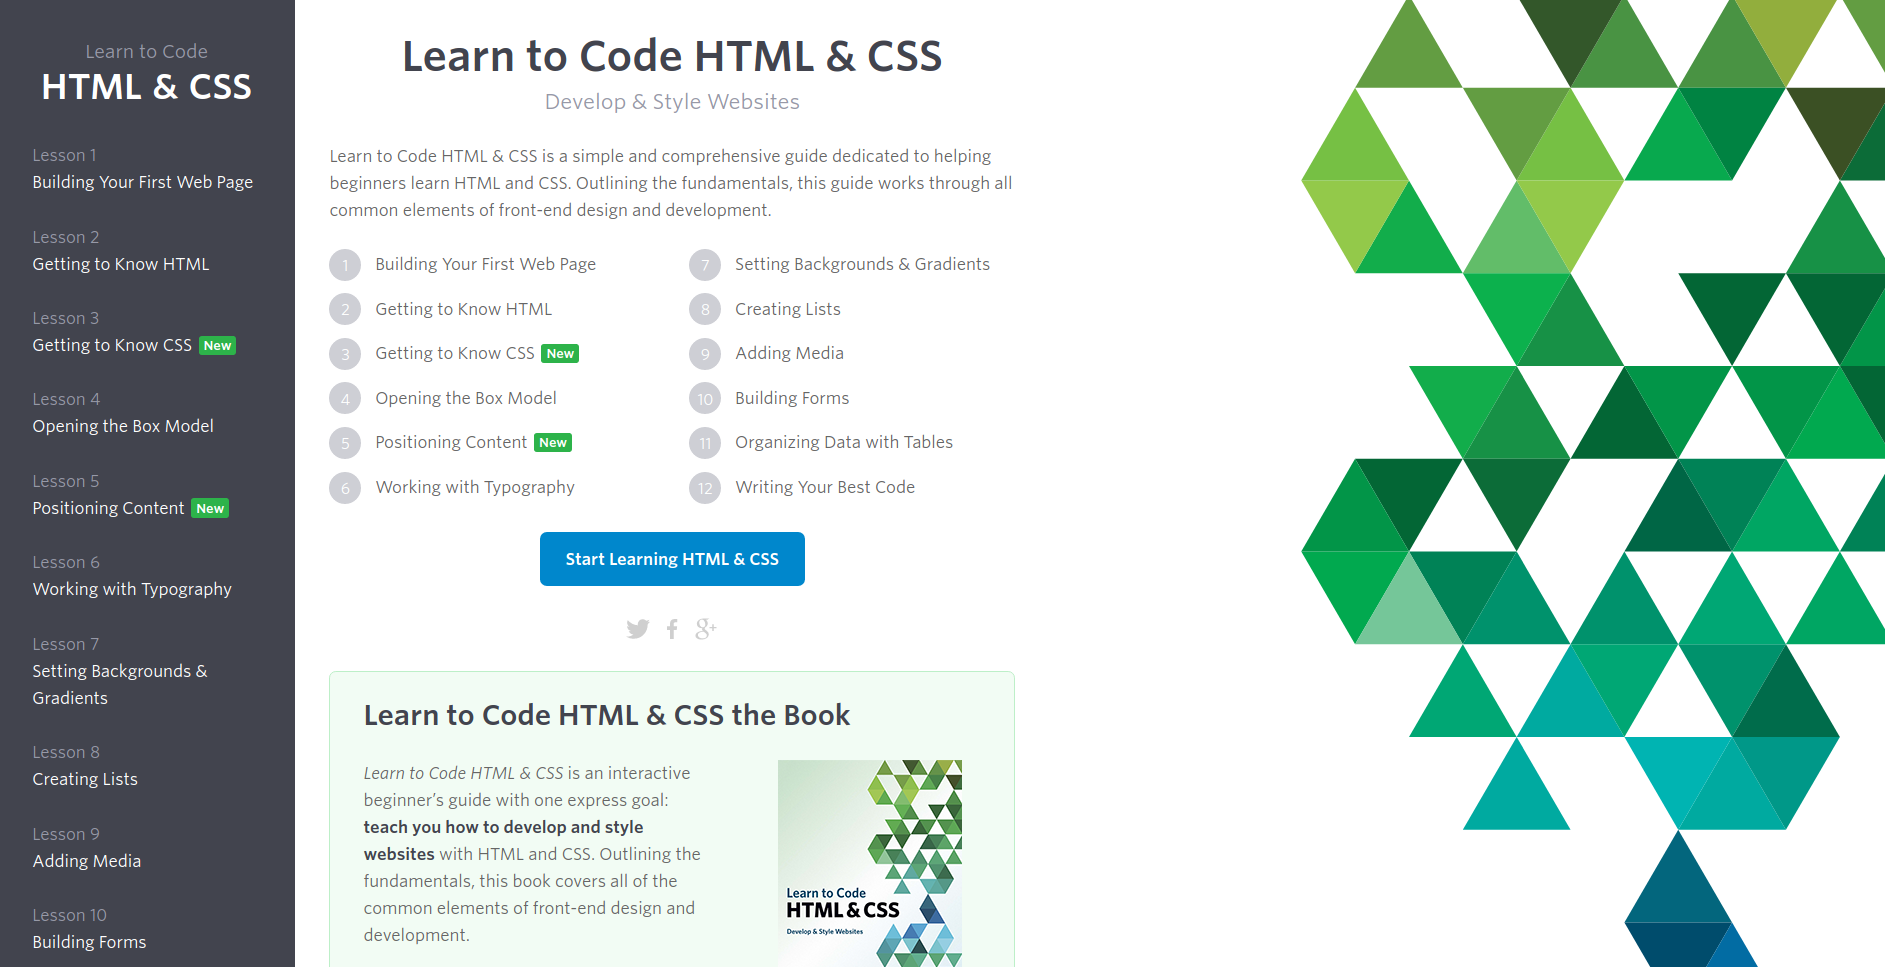 Learn to Code
HTML & CSS
Lesson 1
Building Your First Web Page
Lesson 2
Getting to Know HTML
Lesson 3
Getting to Know CSS New
Lesson 4
Opening the Box Model
Lesson 5
Positioning Content New
Lesson 6
Working with Typography
Lesson 7
Setting Backgrounds &
Gradients
Lesson 8
Creating Lists
Lesson 9
Adding Media
Lesson 10
Building Forms
Learn to Code HTML & CSS
Develop & Style Websites
Learn to Code HTML & CSS is a simple and comprehensive guide dedicated to helping
beginners learn HTML and CSS. Outlining the fundamentals, this guide works through all
common elements of front-end design and development.
1 Building Your First Web Page
2 Getting to Know HTML
3 Getting to Know CSS New
4 Opening the Box Model
5 Positioning Content New
6 Working with Typography
7 Setting Backgrounds & Gradients
8 Creating Lists
9 Adding Media
10 Building Forms
11 Organizing Data with Tables
12 Writing Your Best Code
Start Learning HTML & CSS
g+
Learn to Code HTML & CSS the Book
Learn to Code HTML & CSS is an interactive
beginner’s guide with one express goal:
teach you how to develop and style
websites with HTML and CSS. Outlining the
fundamentals, this book covers all of the
common elements of front-end design and
development.
Learn to Code
HTML & CSS
Develop & Style Websites